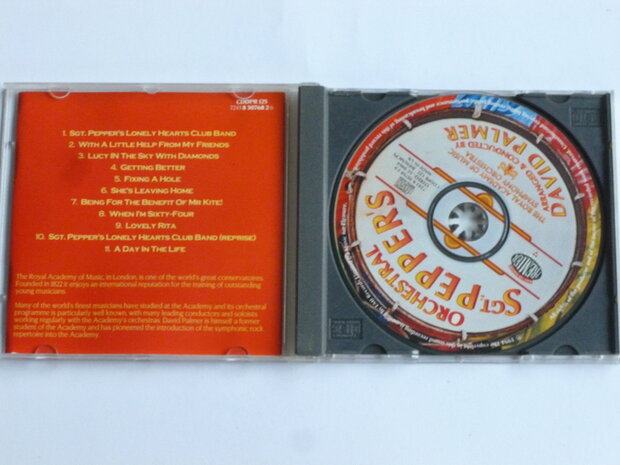 CDDPR 125
7243 8 30768 2 6
1. Sgt. Pepper's Lonely Hearts Club Band
2. With A Little Help From My Friends
3. Lucy In The Sky With Diamonds
4. Getting Better
5. Fixing A Hole
6. She's Leaving Home
7. Being For The Benefit Of Mr Kite!
8. When I'm Sixty-Four
9. Lovely Rita
10. Sgt. Pepper's Lonely Hearts Club Band (Reprise)
11. A Day In The Life
The Royal Academy of Music, in London, is one of the world's great conservatoires.
Founded in 1822 it enjoys an international reputation for the training of outstanding
young musicians.
Many of the world's finest musicians have studied at the Academy and its orchestral
programme is particularly well known, with many leading conductors and soloists
working regularly with the Academy's orchestras. David Palmer is himself a former
student of the Academy and has pioneered the introduction of the symphonic rock
repertoire into the Academy.
ORCHESTRAL
SGT. PEPPER'S
THE ROYAL ACADEMY OF MUSIC
SYMPHONY ORCHESTRA
ARRANGED & CONDUCTED BY
DAVID PALMER